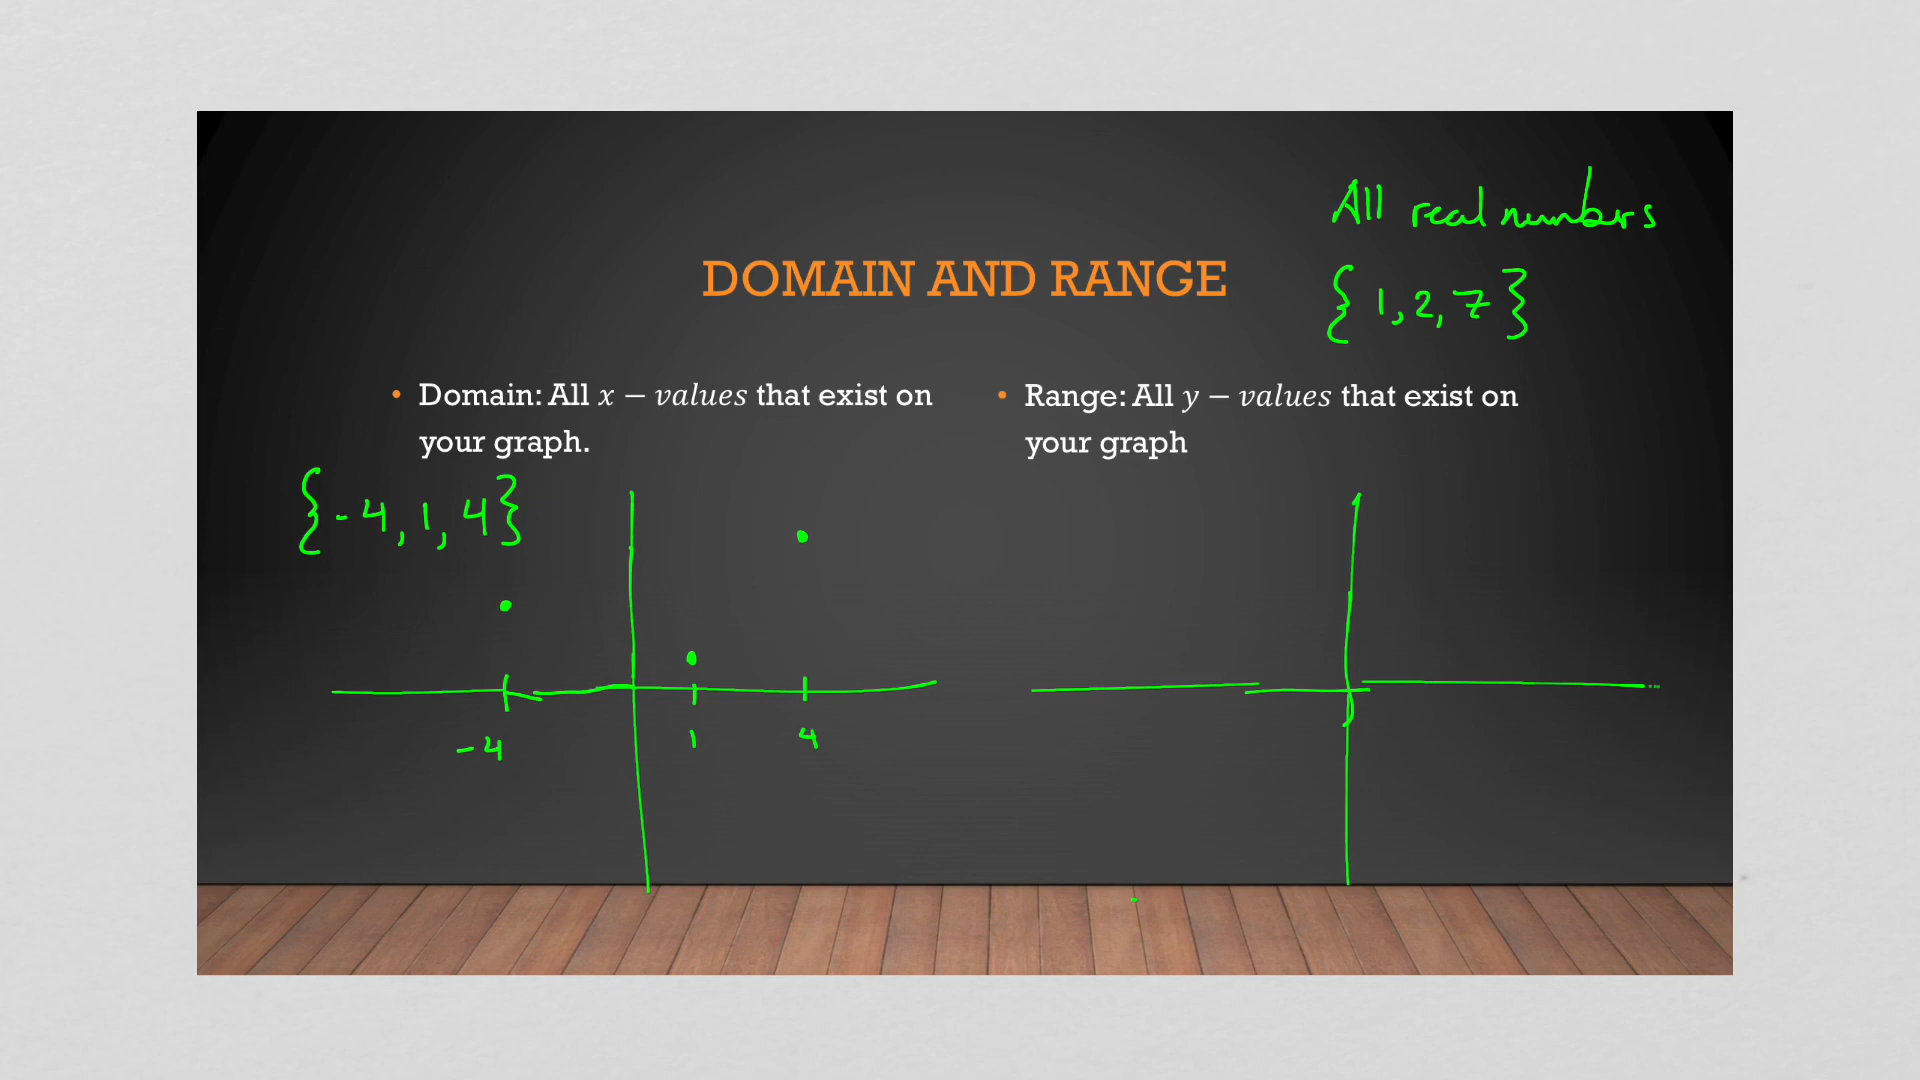 All real numbers
DOMAIN AND RANGE
{ 1, 2, 7 }
• Domain: All x − values that exist on
your graph.
• Range: All y − values that exist on
your graph
{ -4, 1, 4 }
-4
1
4